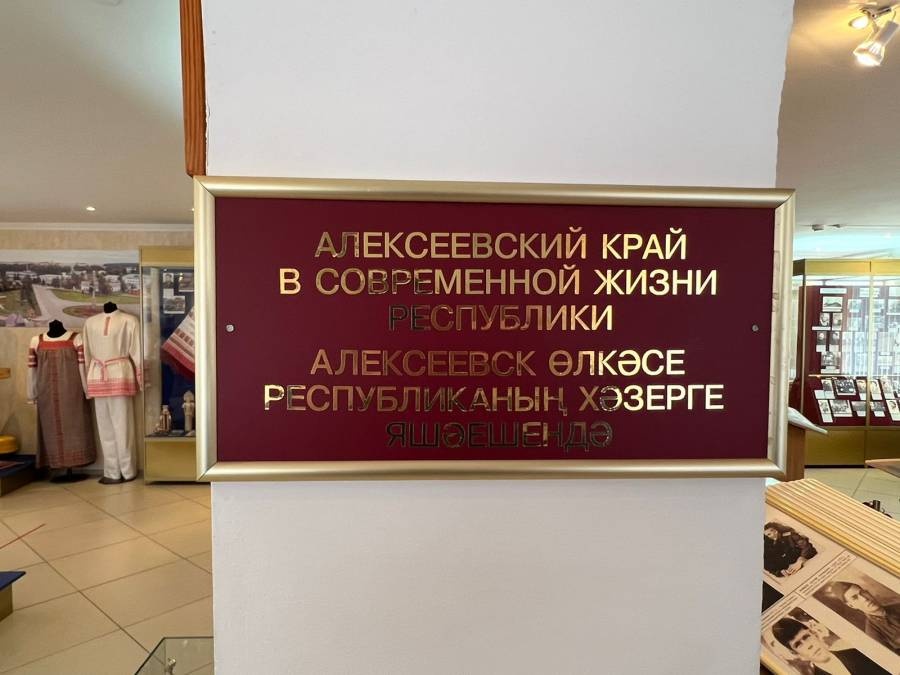 АЛЕКСЕЕВСКИЙ КРАЙ
В СОВРЕМЕННОЙ ЖИЗНИ
РЕСПУБЛИКИ
АЛЕКСЕЕВСК ӨЛКӘСЕ
РЕСПУБЛИКАНЫҢ ХӘЗЕРГЕ
ЯШӘЕШЕНДӘ